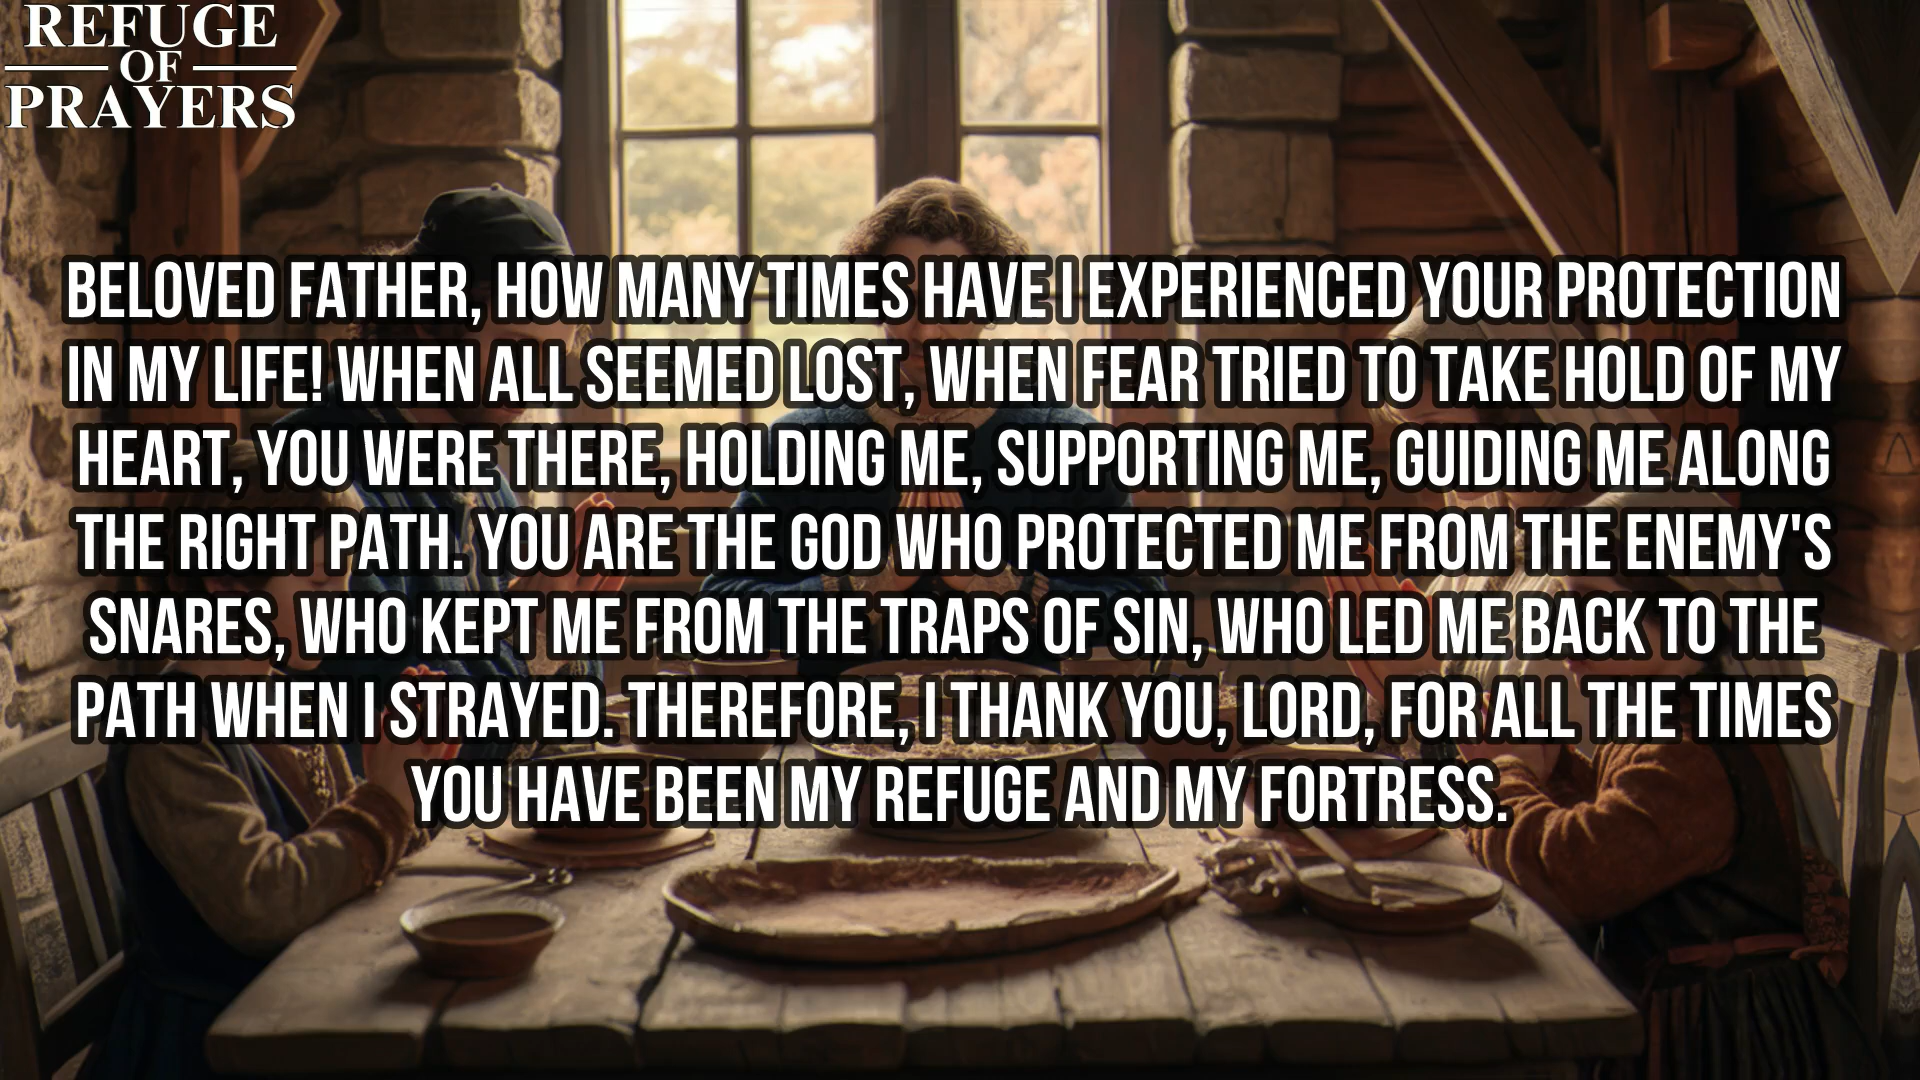 REFUGE
OF
PRAYERS
BELOVED FATHER, HOW MANY TIMES HAVE I EXPERIENCED YOUR PROTECTION
IN MY LIFE! WHEN ALL SEEMED LOST, WHEN FEAR TRIED TO TAKE HOLD OF MY
HEART, YOU WERE THERE, HOLDING ME, SUPPORTING ME, GUIDING ME ALONG
THE RIGHT PATH. YOU ARE THE GOD WHO PROTECTED ME FROM THE ENEMY'S
SNARES, WHO KEPT ME FROM THE TRAPS OF SIN, WHO LED ME BACK TO THE
PATH WHEN I STRAYED. THEREFORE, I THANK YOU, LORD, FOR ALL THE TIMES
YOU HAVE BEEN MY REFUGE AND MY FORTRESS.